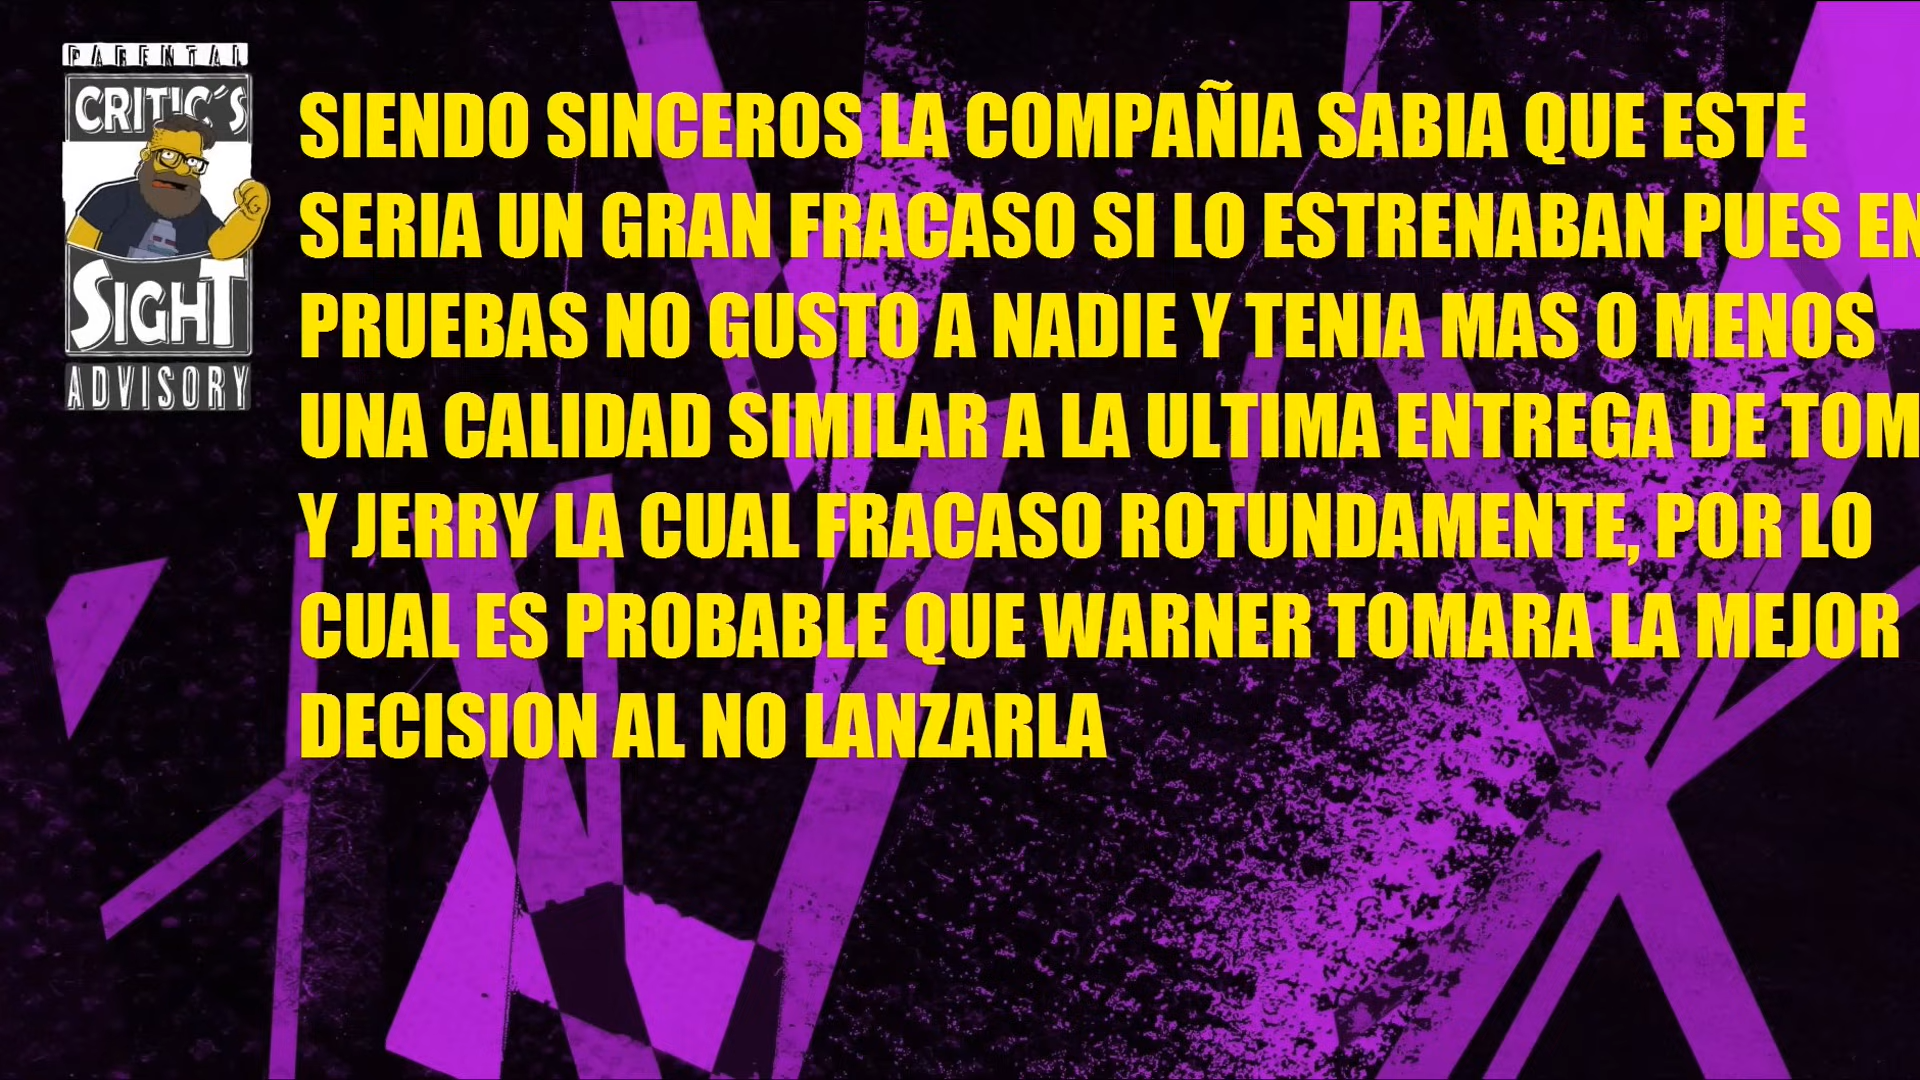 PARENTAL
CRITIC´S
SIGHT
ADVISORY
SIENDO SINCEROS LA COMPAÑIA SABIA QUE ESTE
SERIA UN GRAN FRACASO SI LO ESTRENABAN PUES EN
PRUEBAS NO GUSTO A NADIE Y TENIA MAS O MENOS
UNA CALIDAD SIMILAR A LA ULTIMA ENTREGA DE TOM
Y JERRY LA CUAL FRACASO ROTUNDAMENTE, POR LO
CUAL ES PROBABLE QUE WARNER TOMARA LA MEJOR
DECISION AL NO LANZARLA